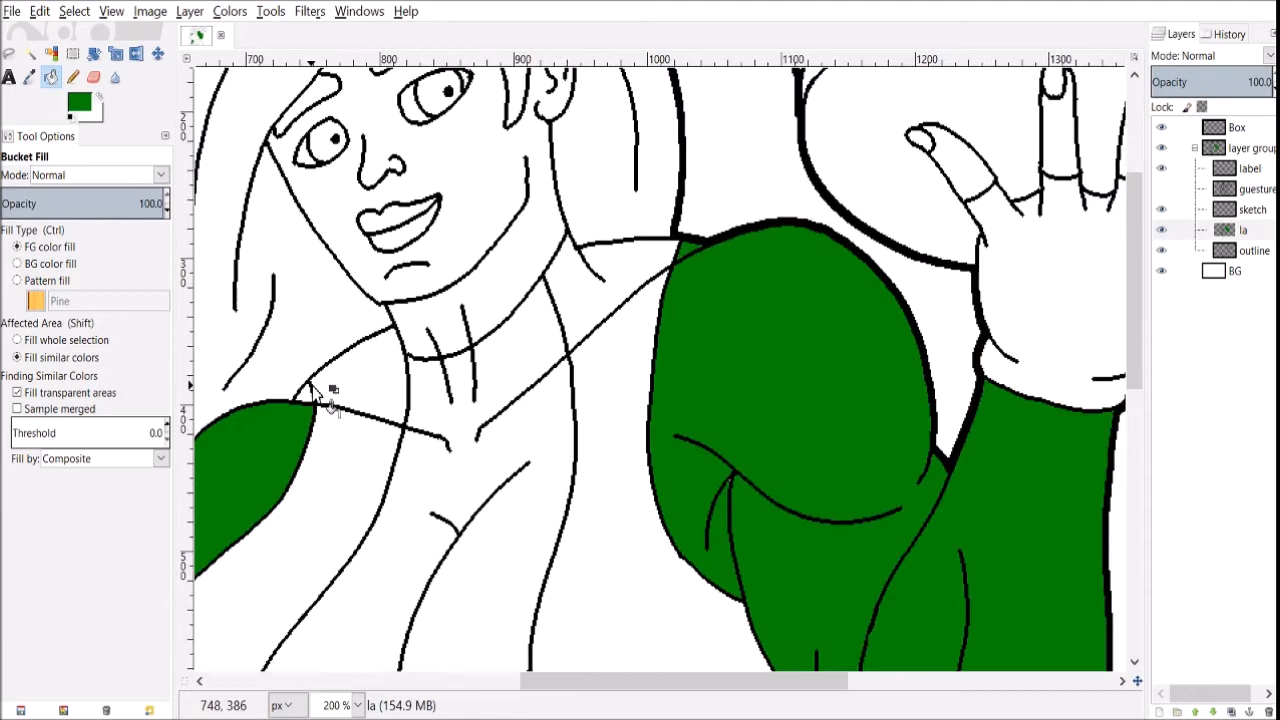 File Edit Select View Image Layer Colors Tools Filters Windows Help
Layers History
Mode: Normal
Opacity 100.0
Lock:
Box
layer group
label
guesture
sketch
la
outline
BG
Tool Options
Bucket Fill
Mode: Normal
Opacity 100.0
Fill Type (Ctrl)
FG color fill
BG color fill
Pattern fill
Pine
Affected Area (Shift)
Fill whole selection
Fill similar colors
Finding Similar Colors
Fill transparent areas
Sample merged
Threshold 0.0
Fill by: Composite
700 800 900 1000 1100 1200 1300
200
300
400
500
748, 386 px 200 % la (154.9 MB)